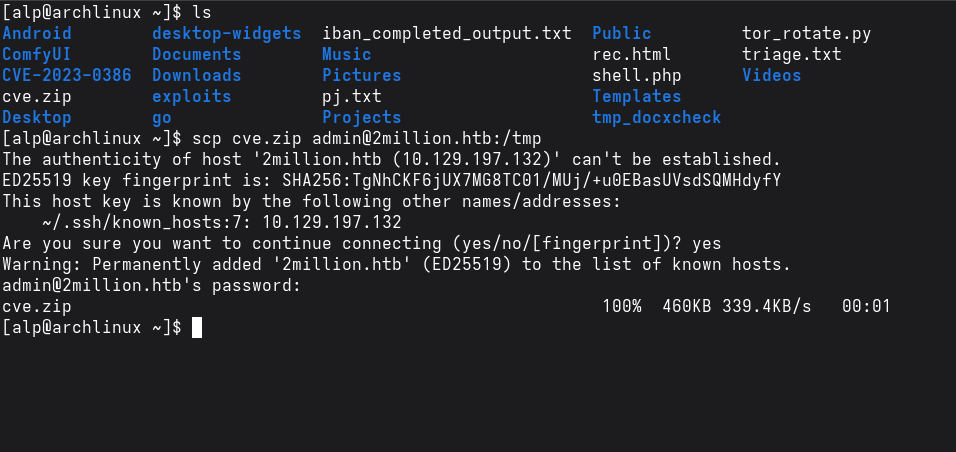 [alp@archlinux ~]$ ls
Android desktop-widgets iban_completed_output.txt Public tor_rotate.py
ComfyUI Documents Music rec.html triage.txt
CVE-2023-0386 Downloads Pictures shell.php Videos
cve.zip exploits pj.txt Templates
Desktop go Projects tmp_docxcheck
[alp@archlinux ~]$ scp cve.zip admin@2million.htb:/tmp
The authenticity of host '2million.htb (10.129.197.132)' can't be established.
ED25519 key fingerprint is: SHA256:TgNhCKF6jUX7MG8TC01/MUj/+u0EBasUVsdSQMHdyfY
This host key is known by the following other names/addresses:
    ~/.ssh/known_hosts:7: 10.129.197.132
Are you sure you want to continue connecting (yes/no/[fingerprint])? yes
Warning: Permanently added '2million.htb' (ED25519) to the list of known hosts.
admin@2million.htb's password:
cve.zip 100% 460KB 339.4KB/s 00:01
[alp@archlinux ~]$